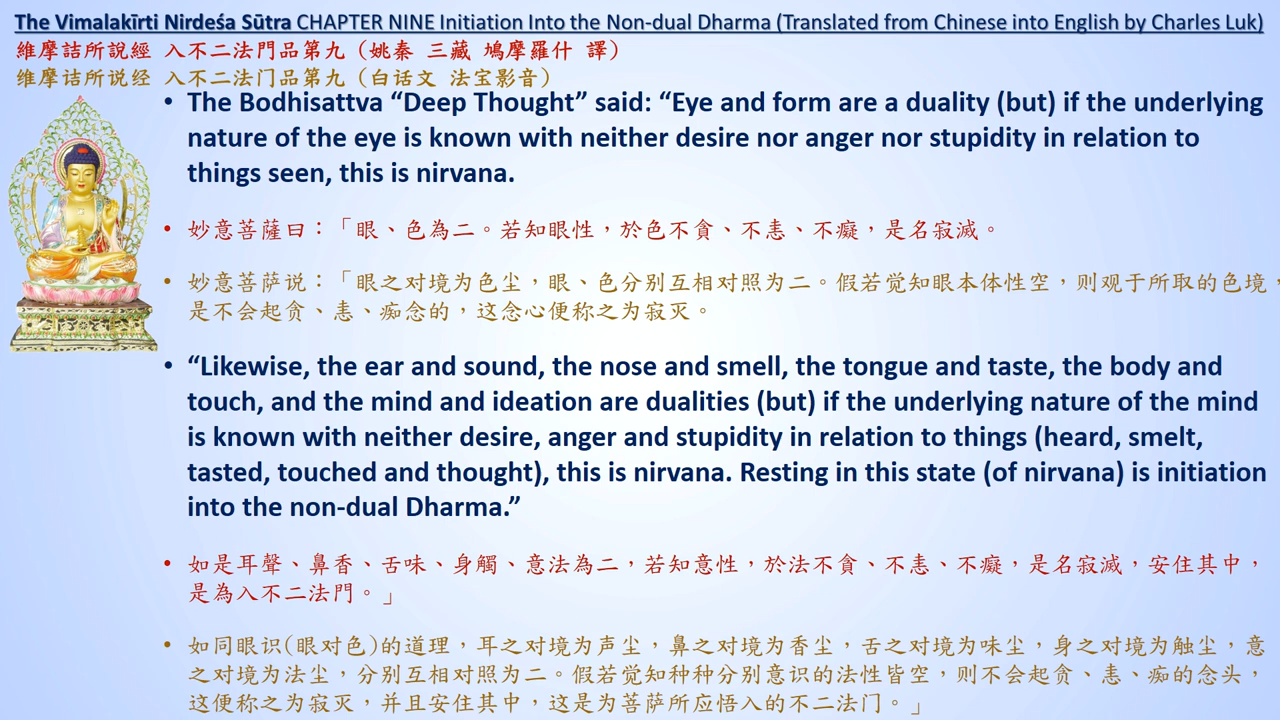 The Vimalakīrti Nirdeśa Sūtra CHAPTER NINE Initiation Into the Non-dual Dharma (Translated from Chinese into English by Charles Luk)
維摩詰所說經 入不二法門品第九（姚秦 三藏 鳩摩羅什 譯）
维摩诘所说经 入不二法门品第九（白话文 法宝影音）
• The Bodhisattva “Deep Thought” said: “Eye and form are a duality (but) if the underlying
nature of the eye is known with neither desire nor anger nor stupidity in relation to
things seen, this is nirvana.
• 妙意菩薩曰：「眼、色為二。若知眼性，於色不貪、不恚、不癡，是名寂滅。
• 妙意菩萨说：「眼之对境为色尘，眼、色分别互相对照为二。假若觉知眼本体性空，则观于所取的色境，
是不会起贪、恚、痴念的，这念心便称之为寂灭。
• “Likewise, the ear and sound, the nose and smell, the tongue and taste, the body and
touch, and the mind and ideation are dualities (but) if the underlying nature of the mind
is known with neither desire, anger and stupidity in relation to things (heard, smelt,
tasted, touched and thought), this is nirvana. Resting in this state (of nirvana) is initiation
into the non-dual Dharma.”
• 如是耳聲、鼻香、舌味、身觸、意法為二，若知意性，於法不貪、不恚、不癡，是名寂滅，安住其中，
是為入不二法門。」
• 如同眼识(眼对色)的道理，耳之对境为声尘，鼻之对境为香尘，舌之对境为味尘，身之对境为触尘，意
之对境为法尘，分别互相对照为二。假若觉知种种分别意识的法性皆空，则不会起贪、恚、痴的念头，
这便称之为寂灭，并且安住其中，这是为菩萨所应悟入的不二法门。」